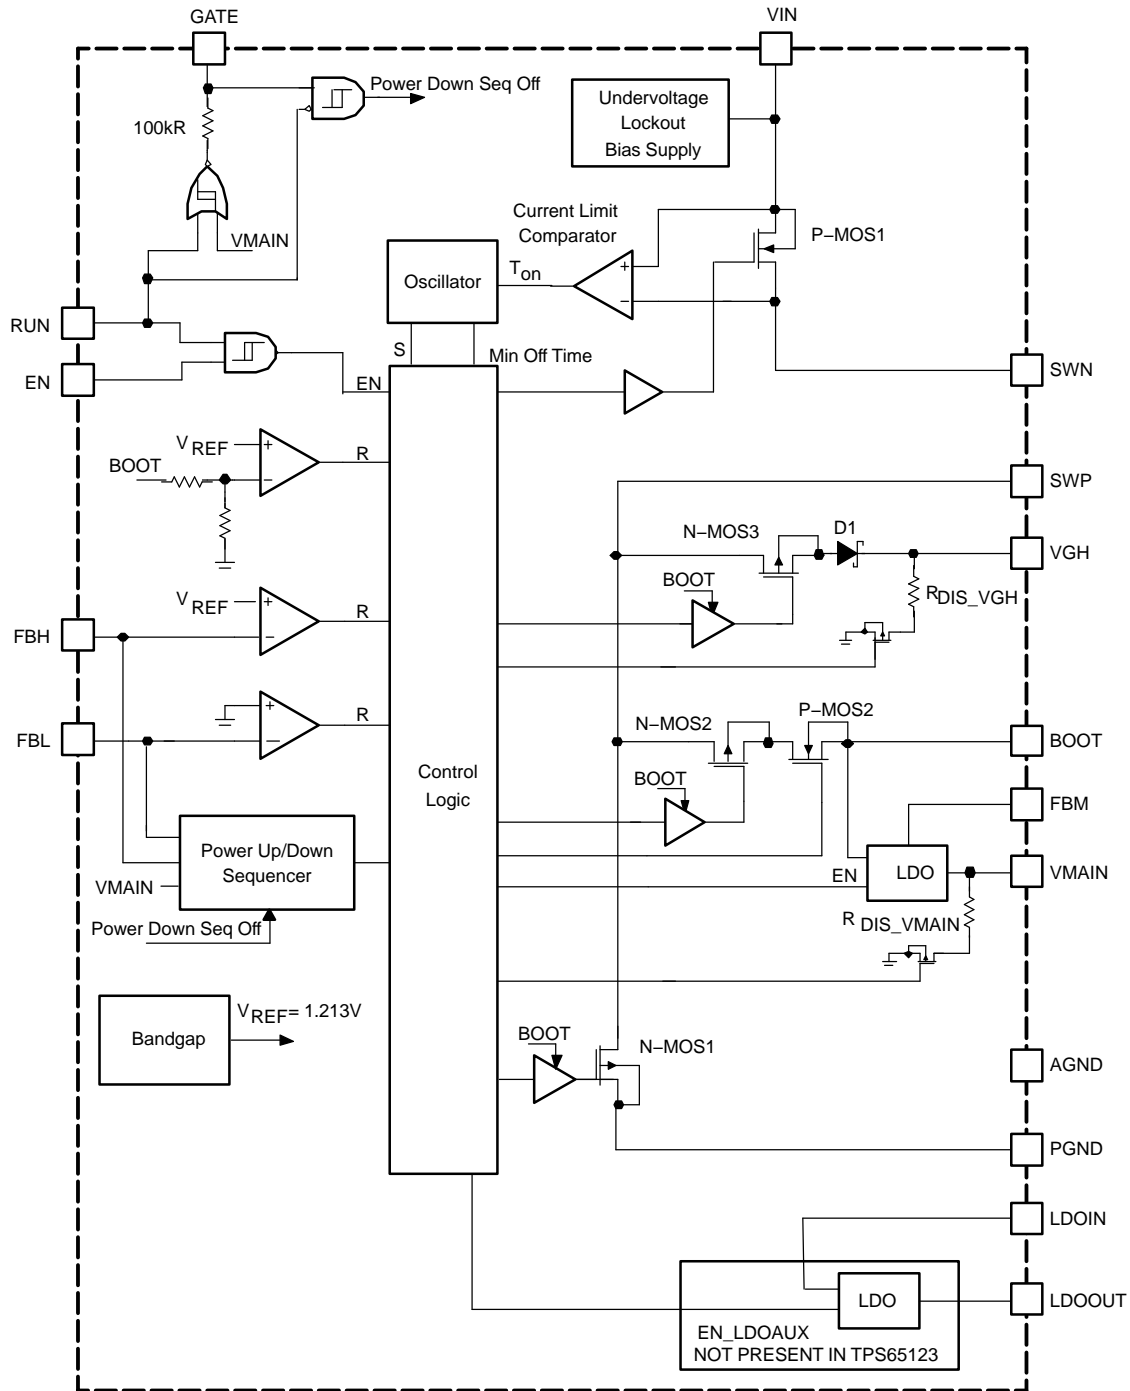 GATE
VIN
Power Down Seq Off
100kR
VMAIN
Undervoltage
Lockout
Bias Supply
Current Limit
Comparator
+
−
P−MOS1
Oscillator
Ton
RUN
EN
S
Min Off Time
EN
SWN
VREF
+
−
R
BOOT
SWP
N−MOS3
D1
VGH
BOOT
RDIS_VGH
VREF
+
−
R
FBH
+
−
R
FBL
N−MOS2
P−MOS2
BOOT
BOOT
Control
Logic
FBM
Power Up/Down
Sequencer
VMAIN
Power Down Seq Off
EN
LDO
VMAIN
R DIS_VMAIN
Bandgap
VREF= 1.213V
BOOT
N−MOS1
AGND
PGND
LDOIN
LDO
LDOOUT
EN_LDOAUX
NOT PRESENT IN TPS65123